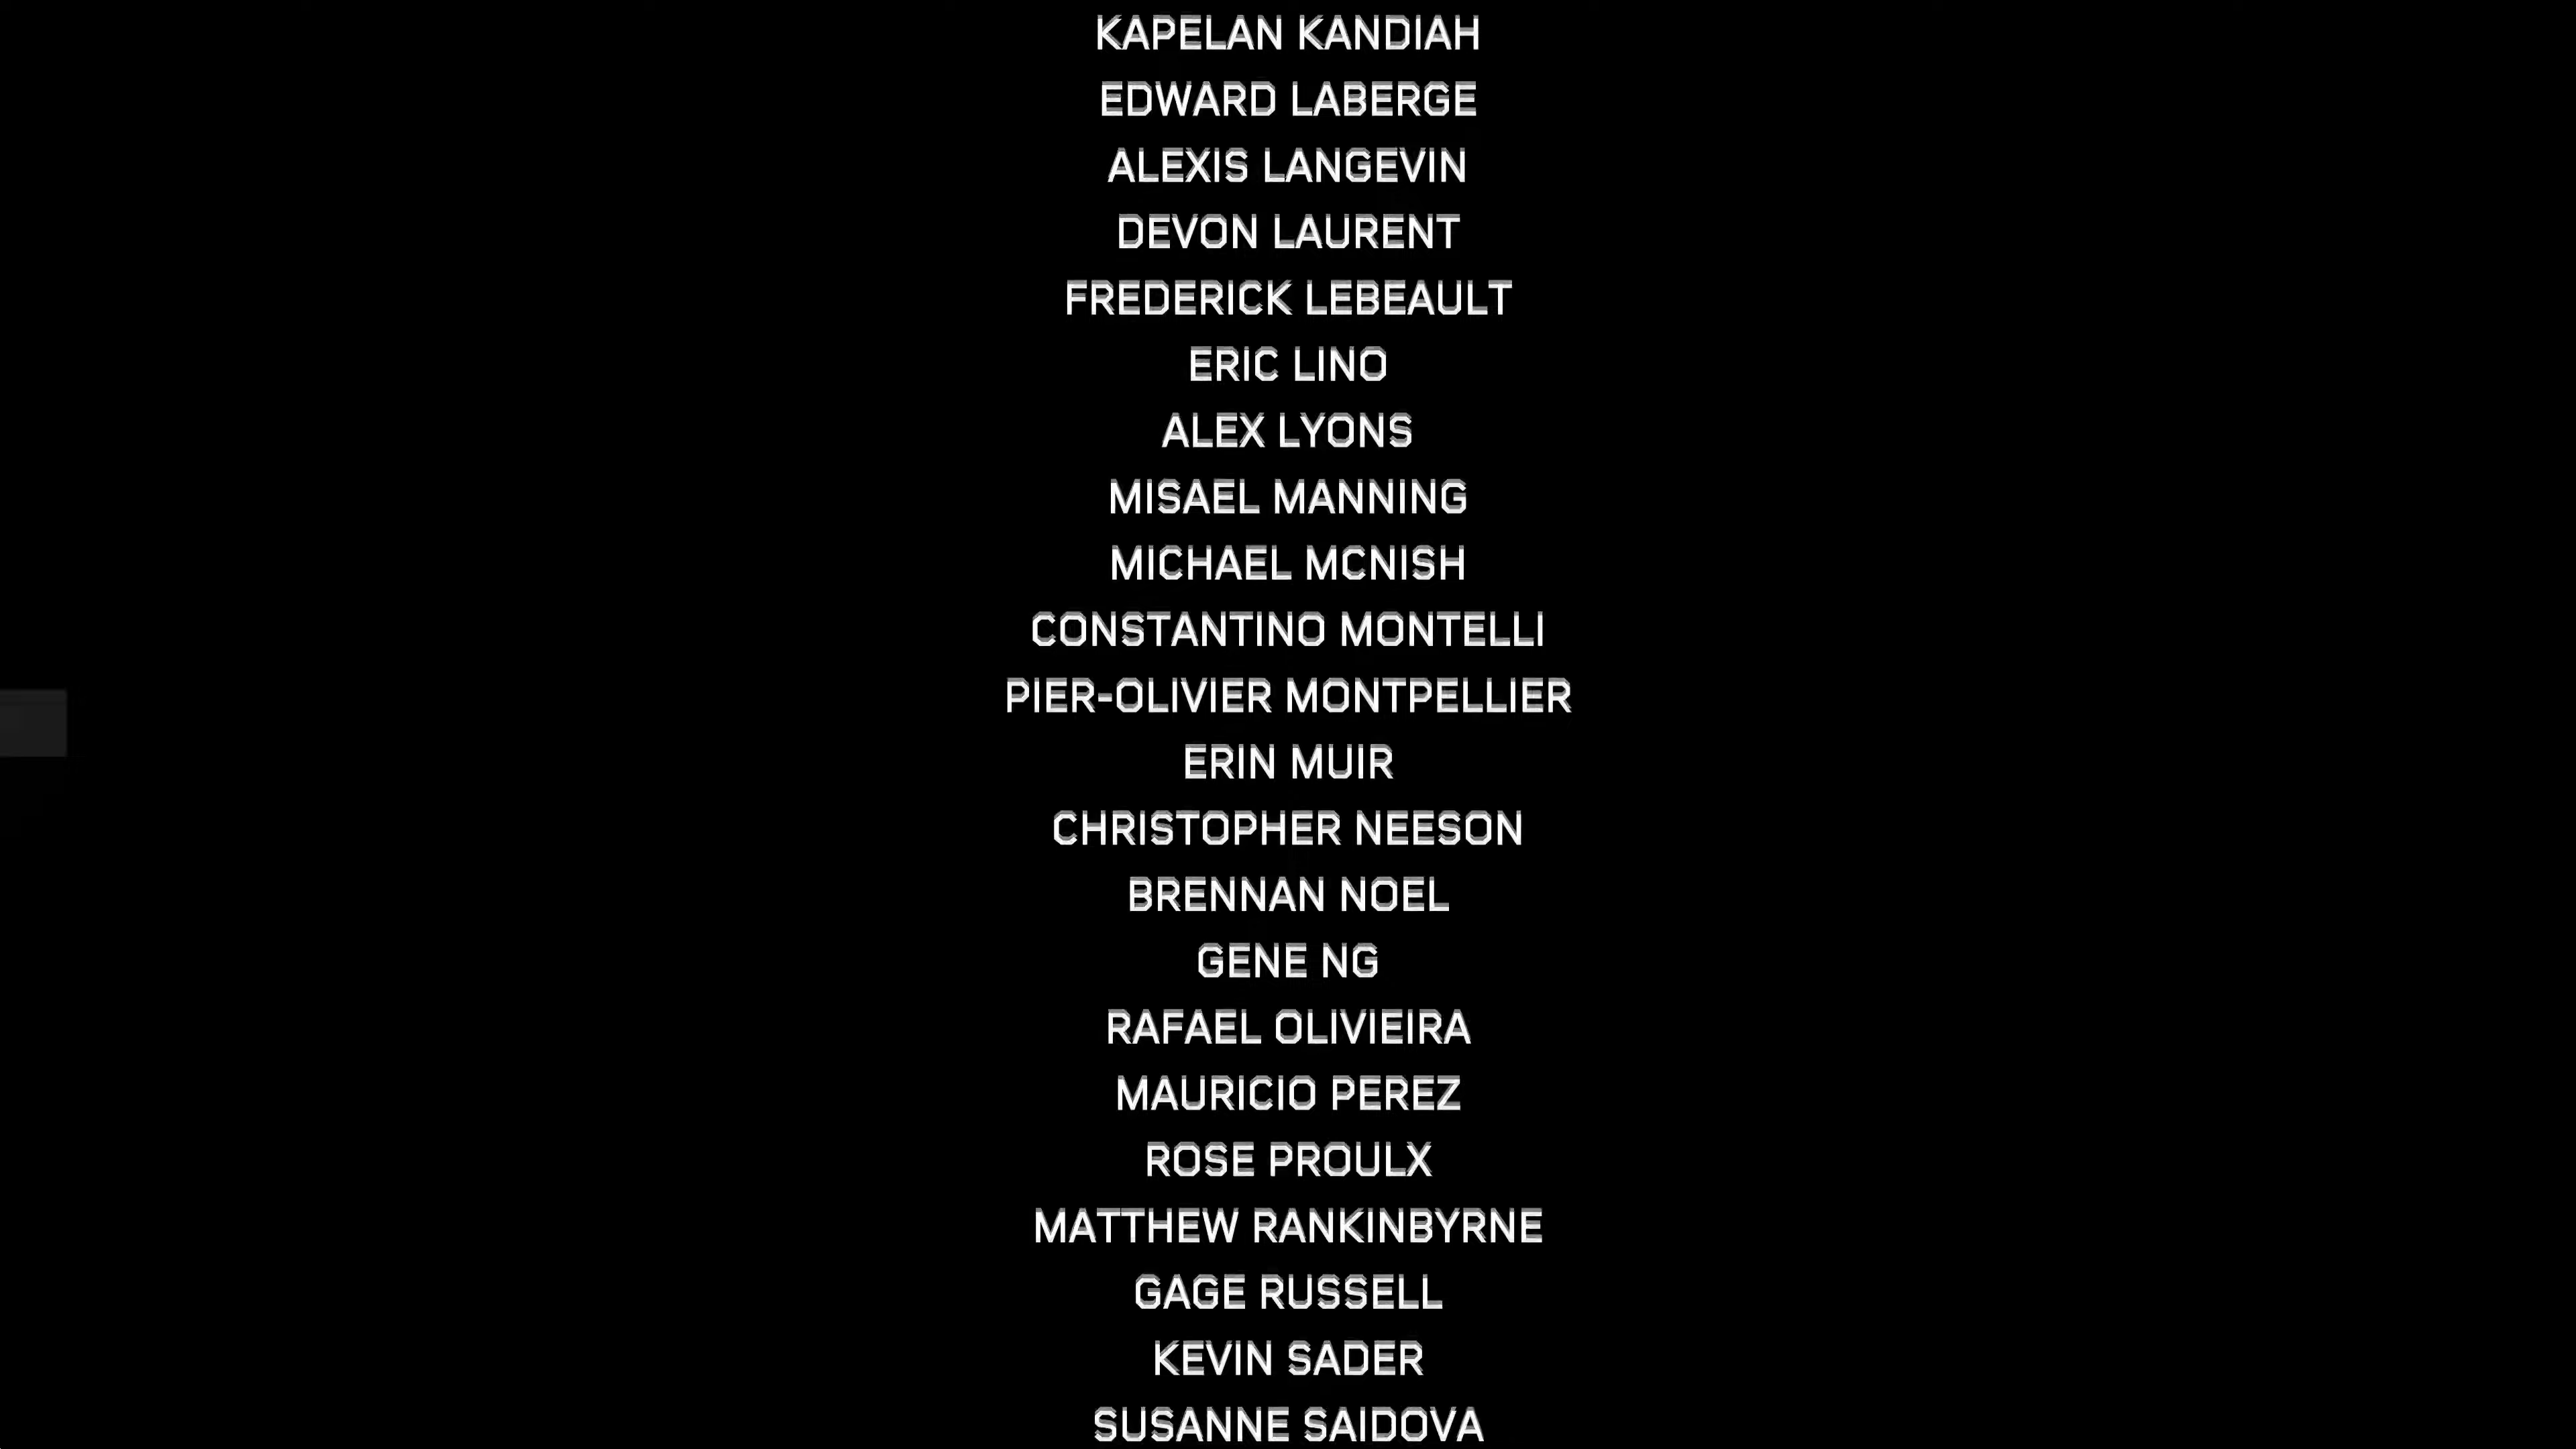 KAPELAN KANDIAH
EDWARD LABERGE
ALEXIS LANGEVIN
DEVON LAURENT
FREDERICK LEBEAULT
ERIC LINO
ALEX LYONS
MISAEL MANNING
MICHAEL MCNISH
CONSTANTINO MONTELLI
PIER-OLIVIER MONTPELLIER
ERIN MUIR
CHRISTOPHER NEESON
BRENNAN NOEL
GENE NG
RAFAEL OLIVIEIRA
MAURICIO PEREZ
ROSE PROULX
MATTHEW RANKINBYRNE
GAGE RUSSELL
KEVIN SADER
SUSANNE SAIDOVA